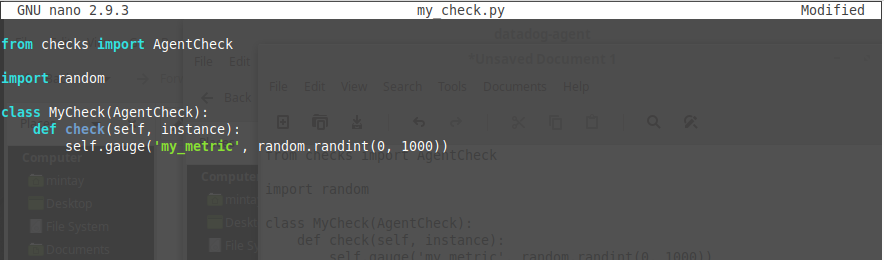 GNU nano 2.9.3 my_check.py Modified
datadog-agent
from checks import AgentCheck
File Edit
*Unsaved Document 1
import random
File Edit View Search Tools Documents Help
Back
class MyCheck(AgentCheck):
def check(self, instance):
self.gauge('my_metric', random.randint(0, 1000))
Computer
from checks import AgentCheck
mintay
Computer
import random
Desktop
minta
File System
Deskt
class MyCheck(AgentCheck):
Documents
File Sy
def check(self, instance):
self.gauge('my_metric', random.randint(0, 1000))